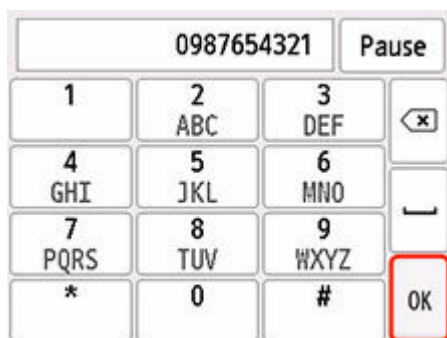 0987654321 Pause
1 2 3
ABC DEF
4 5 6
GHI JKL MNO
7 8 9
PQRS TUV WXYZ
* 0 # OK